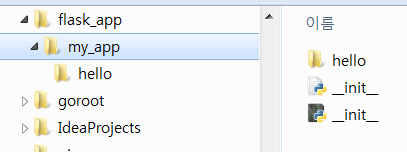 flask_app
my_app
hello
goroot
IdeaProjects
이름
hello
__init__
__init__